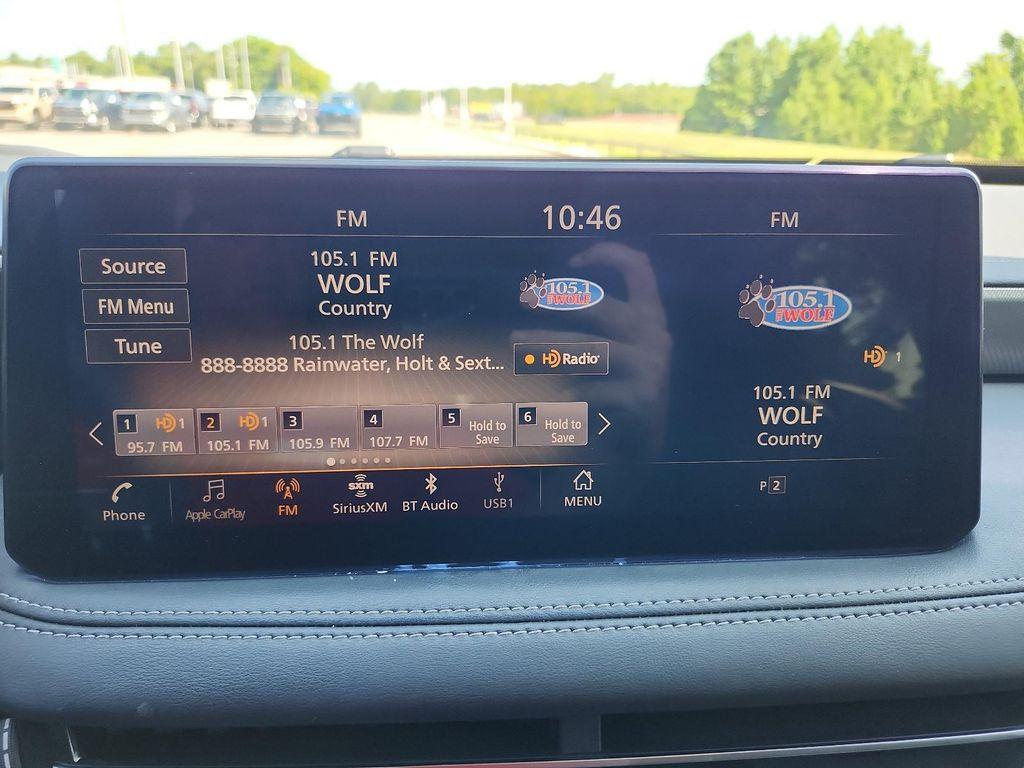 FM
10:46
FM
Source
FM Menu
Tune
105.1 FM
WOLF
Country
105.1
THE WOLF
105.1 The Wolf
888-8888 Rainwater, Holt & Sext...
HD Radio
1 HD 1
95.7 FM
2 HD 1
105.1 FM
3
105.9 FM
4
107.7 FM
5
Hold to
Save
6
Hold to
Save
Phone
Apple CarPlay
FM
sxm
SiriusXM
BT Audio
USB1
MENU
105.1
THE WOLF
HD 1
105.1 FM
WOLF
Country
P 2